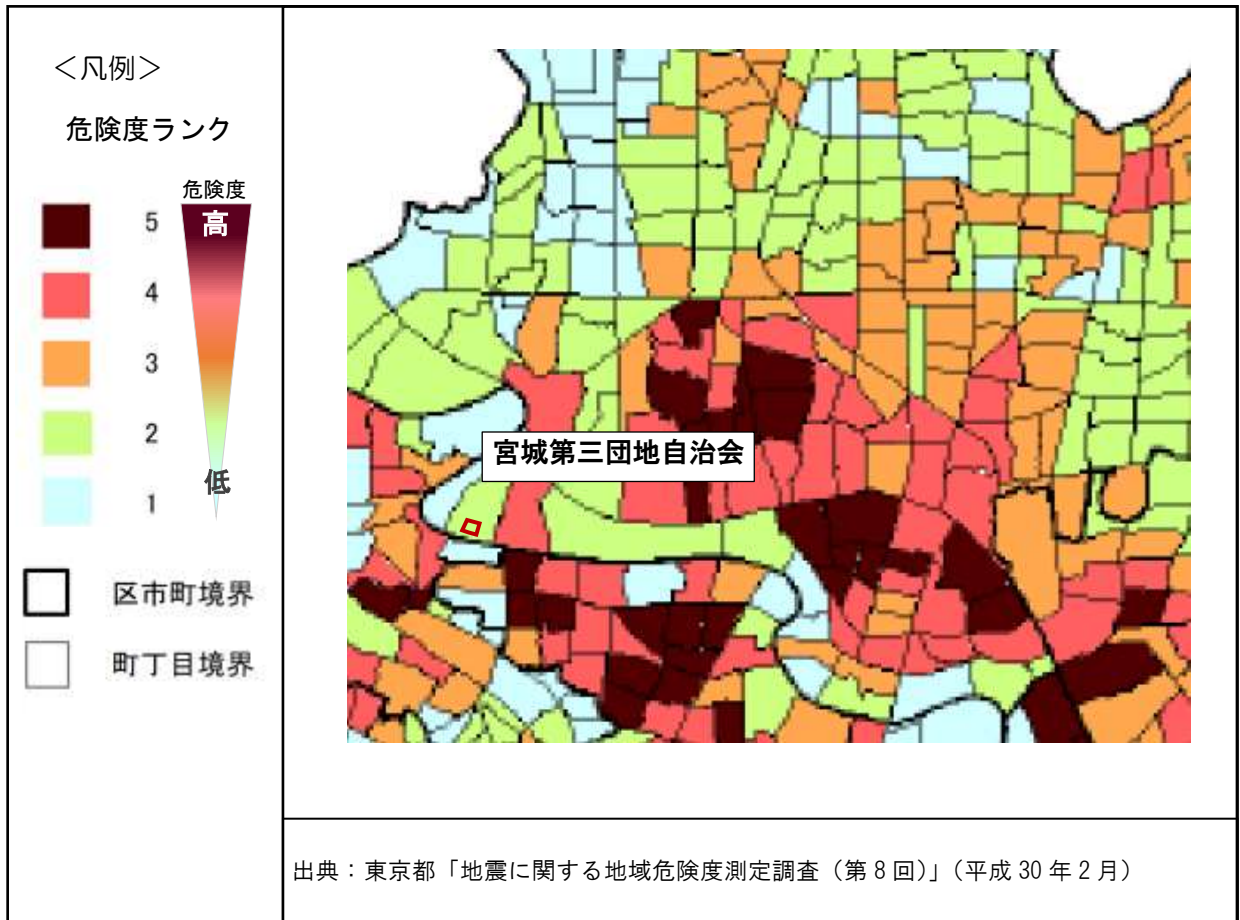 ＜凡例＞
危険度ランク
危険度
高
5
4
3
2
1
低
区市町境界
町丁目境界
宮城第三団地自治会
出典：東京都「地震に関する地域危険度測定調査（第８回）」（平成 30 年２月）